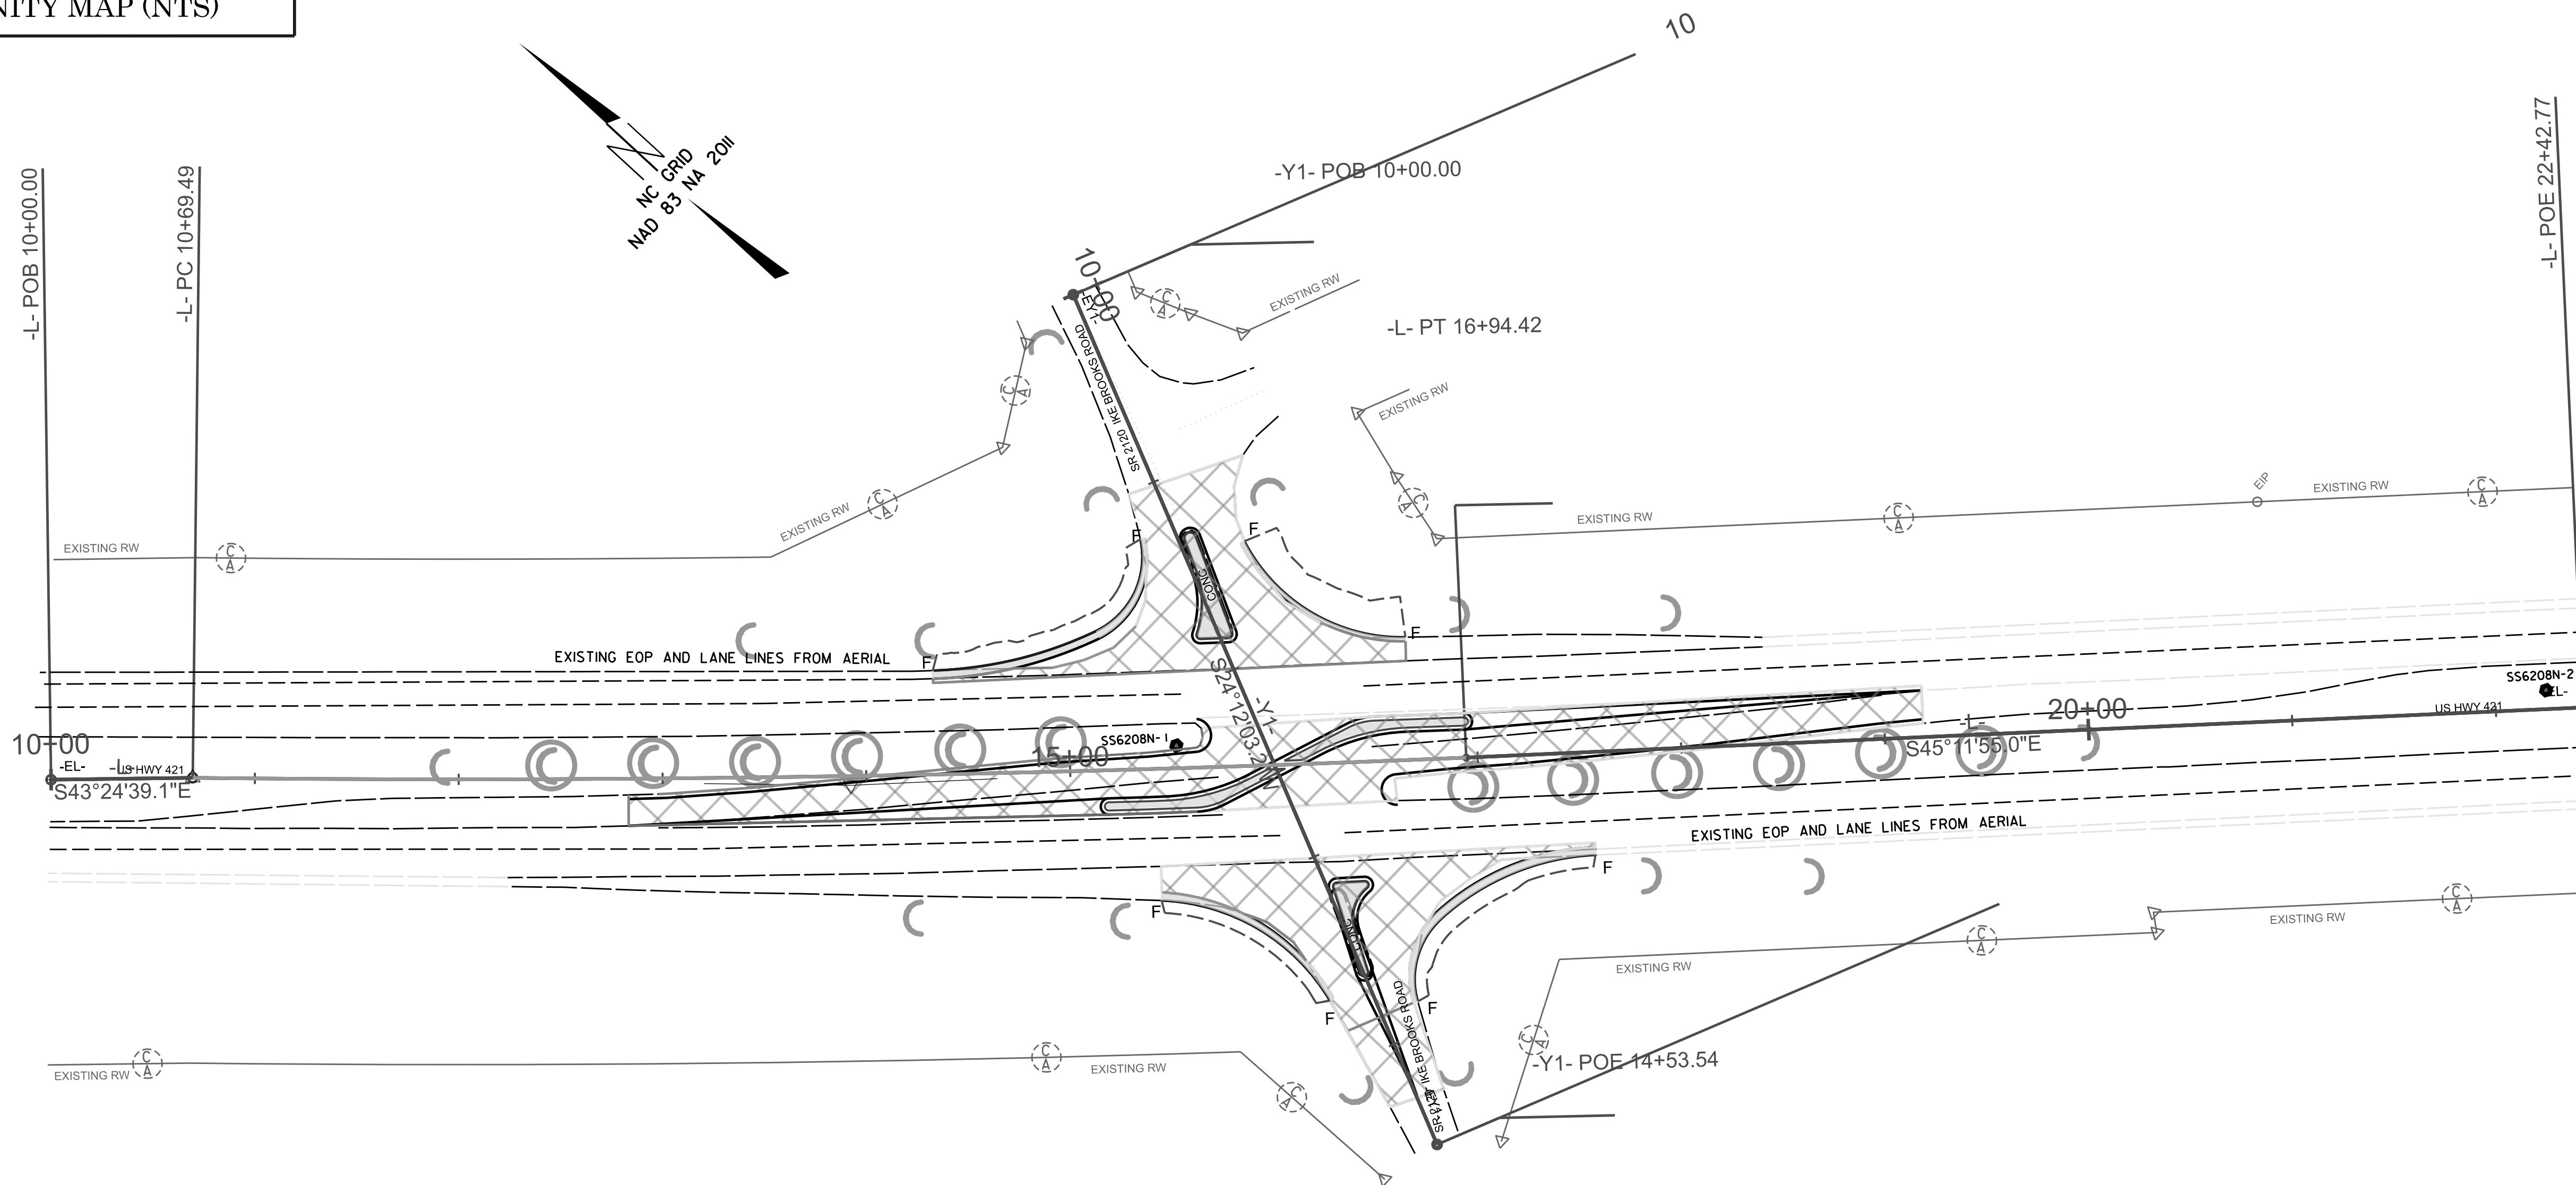 NITY MAP (NTS)
10
-L- POB 10+00.00
-L- PC 10+69.49
NC GRID
NAD 83 NA 2011
-Y1- POB 10+00.00
-L- POE 22+42.77
10+00
-EY1-
SR 2120 IKE BROOKS ROAD
C
A
EXISTING RW
-L- PT 16+94.42
C
A
EXISTING RW
C
A
EXISTING RW
C
A
EXISTING RW
C
A
EIP
EXISTING RW
C
A
EXISTING RW
C
A
F
F
CONC
F
F
EXISTING EOP AND LANE LINES FROM AERIAL
S24°12'03.2"W
-Y1-
SS6208N-2
-EL-
US HWY 421
20+00
-L-
S45°11'55.0"E
SS6208N-1
15+00
10+00
-EL-
-L-
US HWY 421
S43°24'39.1"E
EXISTING EOP AND LANE LINES FROM AERIAL
F
F
CONC
F
F
EXISTING RW
C
A
EXISTING RW
C
A
SR 2120 IKE BROOKS ROAD
C
A
-Y1- POE 14+53.54
EXISTING RW
C
A
C
A
EXISTING RW
C
A